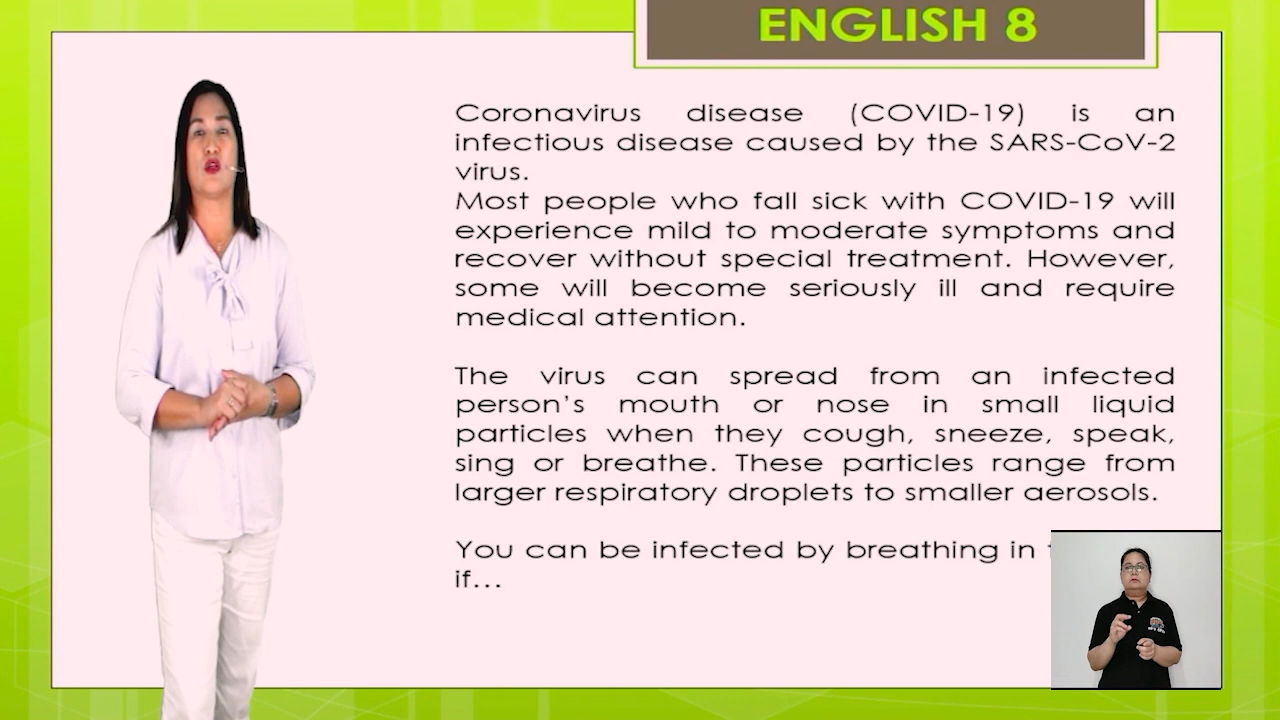 ENGLISH 8
Coronavirus disease (COVID-19) is an
infectious disease caused by the SARS-CoV-2
virus.
Most people who fall sick with COVID-19 will
experience mild to moderate symptoms and
recover without special treatment. However,
some will become seriously ill and require
medical attention.
The virus can spread from an infected
person’s mouth or nose in small liquid
particles when they cough, sneeze, speak,
sing or breathe. These particles range from
larger respiratory droplets to smaller aerosols.
You can be infected by breathing in
if…